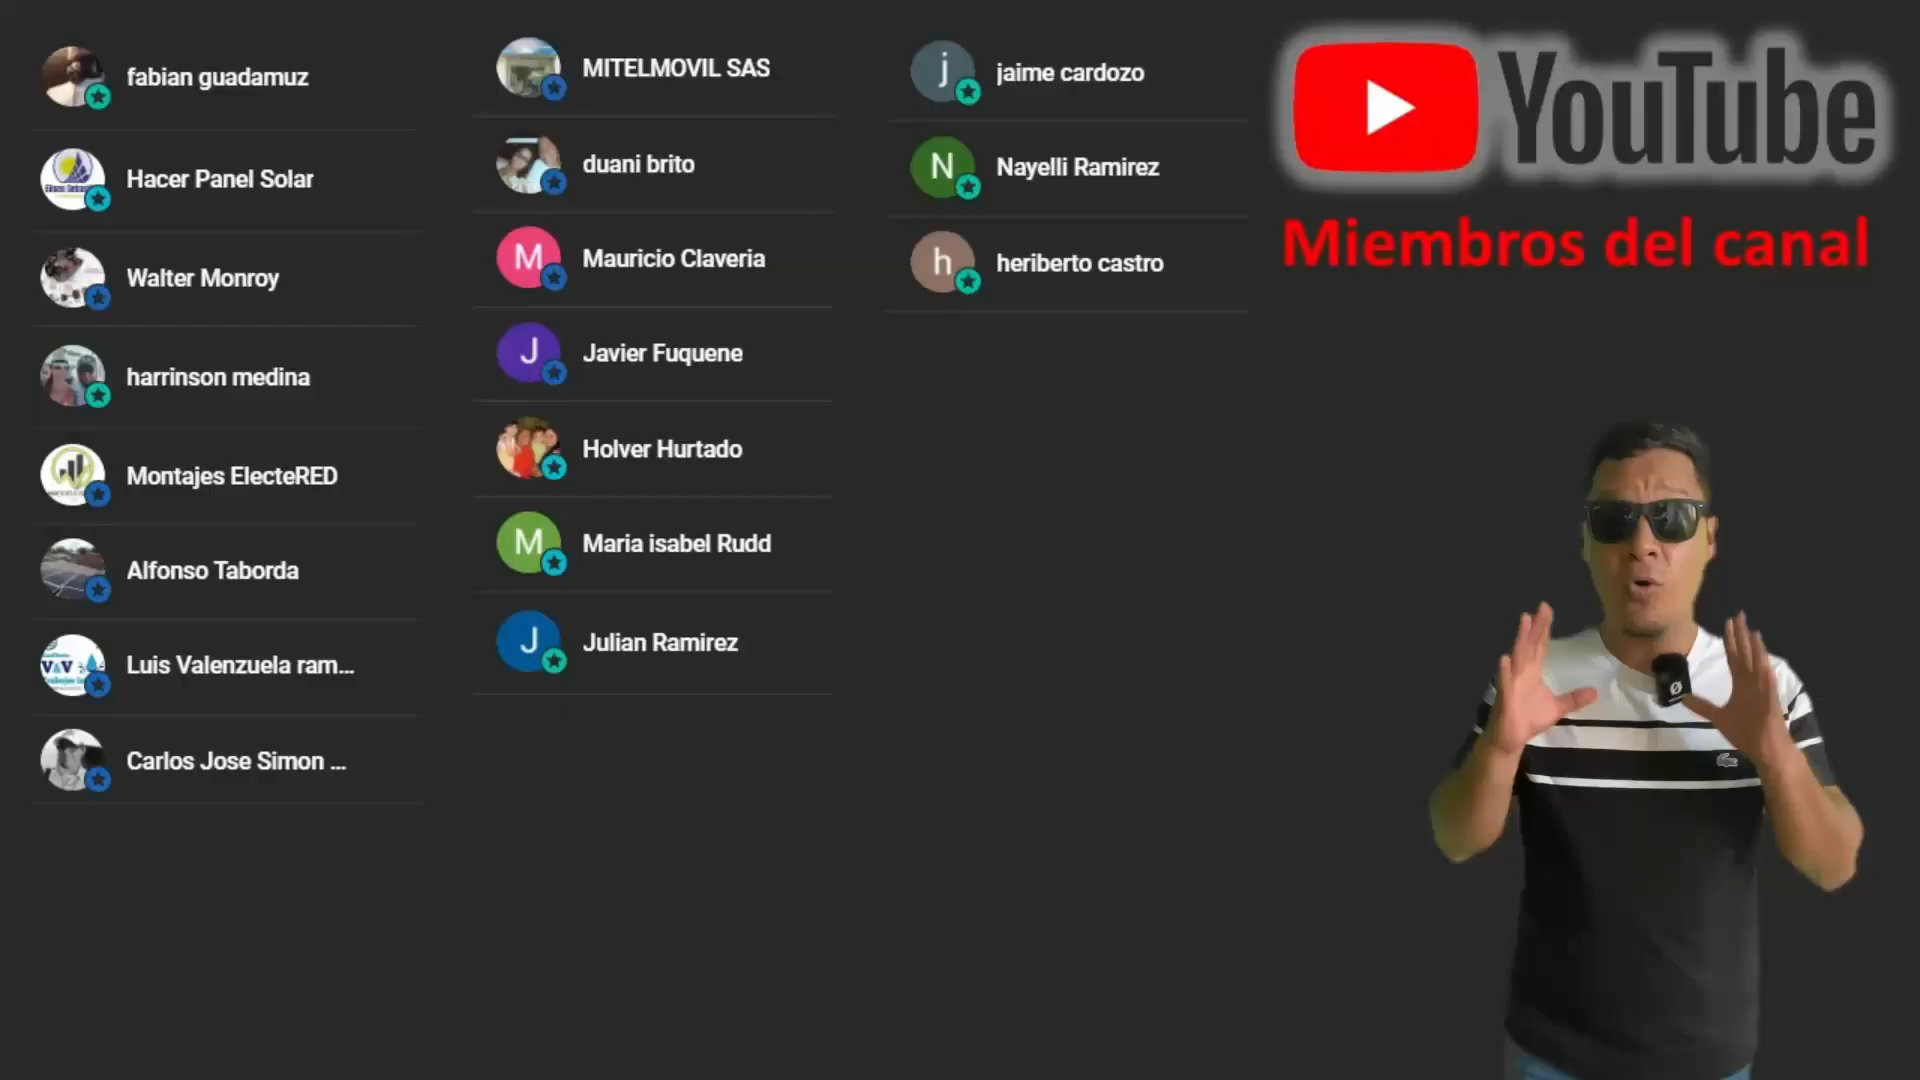 fabian guadamuz
Hacer Panel Solar
Walter Monroy
harrinson medina
Montajes ElecteRED
Alfonso Taborda
Luis Valenzuela ram...
Carlos Jose Simon ...
MITELMOVIL SAS
duani brito
M
Mauricio Claveria
J
Javier Fuquene
Holver Hurtado
M
Maria isabel Rudd
J
Julian Ramirez
j
jaime cardozo
N
Nayelli Ramirez
h
heriberto castro
YouTube
Miembros del canal